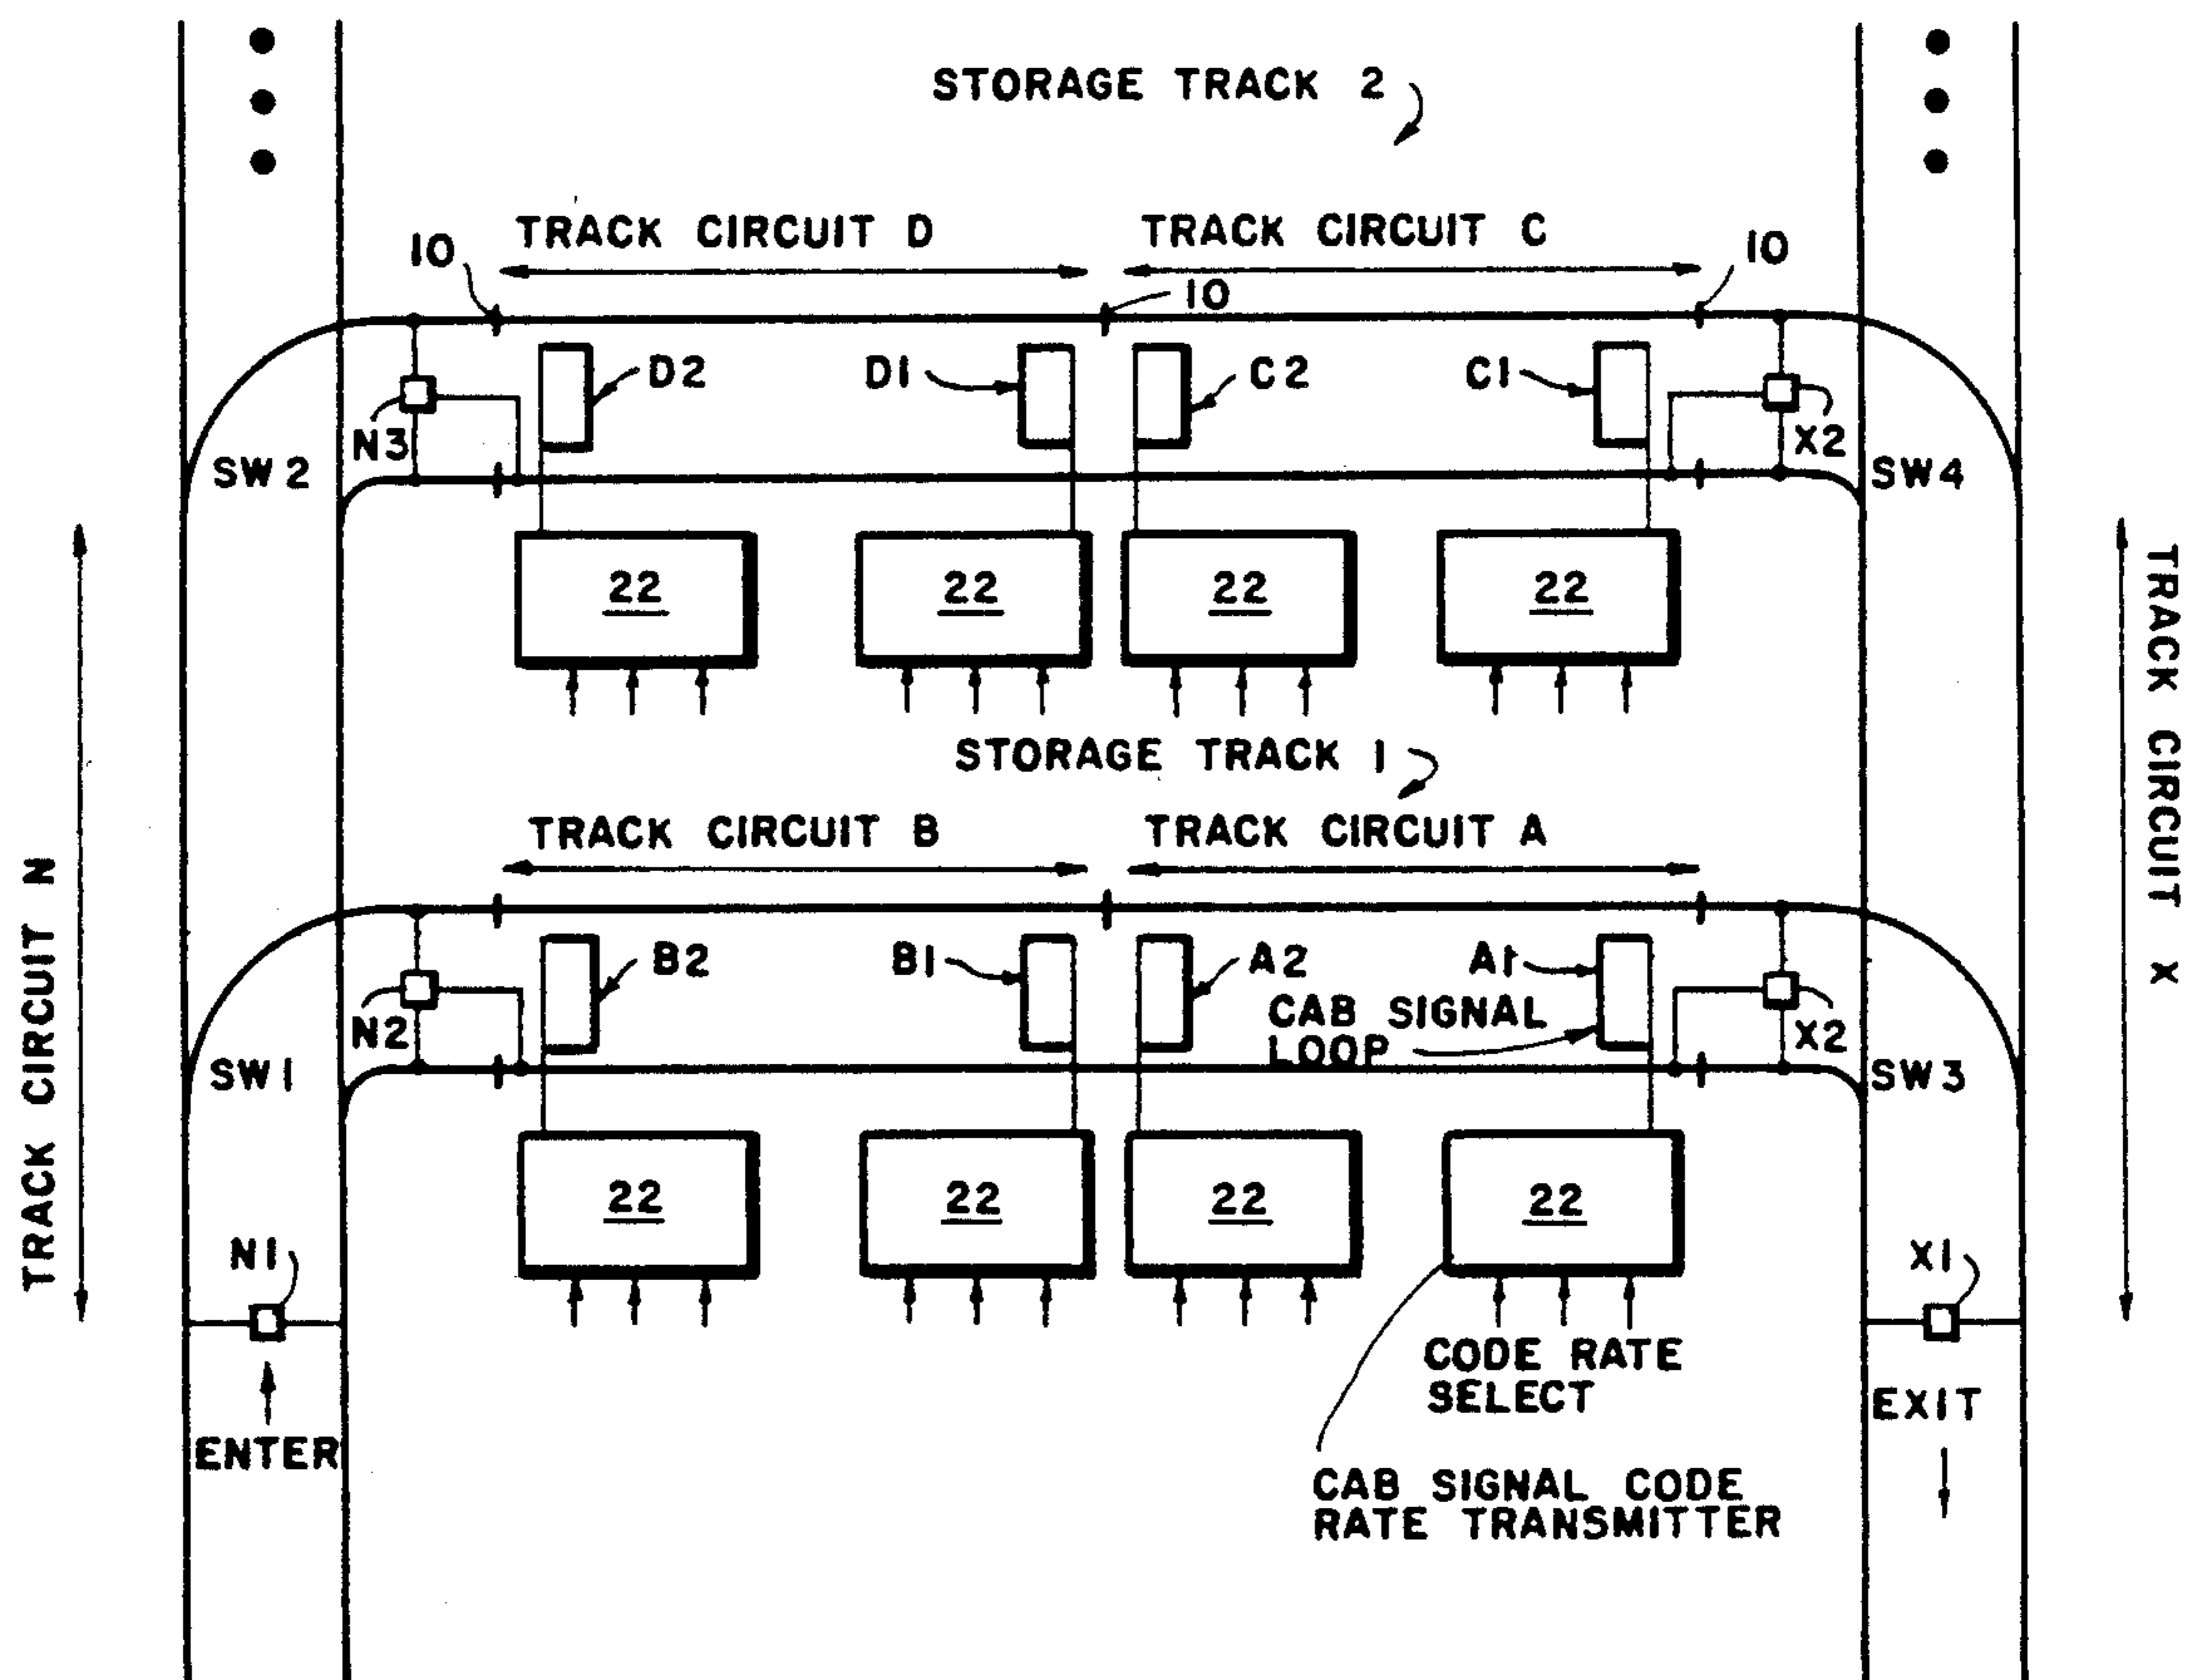 STORAGE TRACK 2
TRACK CIRCUIT D
TRACK CIRCUIT C
10
10
10
D2
D1
C2
C1
N3
X2
SW2
SW4
22
22
22
22
STORAGE TRACK 1
TRACK CIRCUIT B
TRACK CIRCUIT A
TRACK CIRCUIT N
TRACK CIRCUIT X
B2
B1
A2
A1
CAB SIGNAL
LOOP
N2
X2
SW1
SW3
22
22
22
22
N1
X1
CODE RATE
SELECT
ENTER
EXIT
CAB SIGNAL CODE
RATE TRANSMITTER